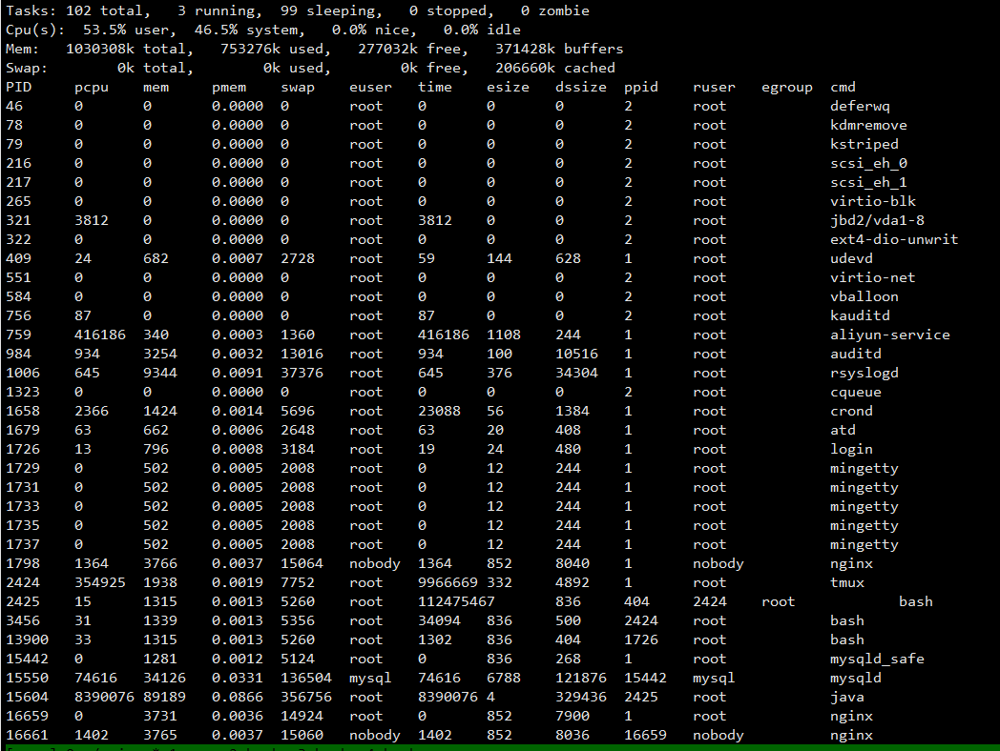 Tasks: 102 total,   3 running,  99 sleeping,   0 stopped,   0 zombie
Cpu(s):  53.5% user,  46.5% system,   0.0% nice,   0.0% idle
Mem:   1030308k total,   753276k used,   277032k free,   371428k buffers
Swap:        0k total,        0k used,        0k free,   206660k cached
PID     pcpu    mem     pmem    swap    euser   time    esize   dssize  ppid    ruser   egroup  cmd
46      0       0       0.0000  0       root    0       0       0       2       root            deferwq
78      0       0       0.0000  0       root    0       0       0       2       root            kdmremove
79      0       0       0.0000  0       root    0       0       0       2       root            kstriped
216     0       0       0.0000  0       root    0       0       0       2       root            scsi_eh_0
217     0       0       0.0000  0       root    0       0       0       2       root            scsi_eh_1
265     0       0       0.0000  0       root    0       0       0       2       root            virtio-blk
321     3812    0       0.0000  0       root    3812    0       0       2       root            jbd2/vda1-8
322     0       0       0.0000  0       root    0       0       0       2       root            ext4-dio-unwrit
409     24      682     0.0007  2728    root    59      144     628     1       root            udevd
551     0       0       0.0000  0       root    0       0       0       2       root            virtio-net
584     0       0       0.0000  0       root    0       0       0       2       root            vballoon
756     87      0       0.0000  0       root    87      0       0       2       root            kauditd
759     416186  340     0.0003  1360    root    416186  1108    244     1       root            aliyun-service
984     934     3254    0.0032  13016   root    934     100     10516   1       root            auditd
1006    645     9344    0.0091  37376   root    645     376     34304   1       root            rsyslogd
1323    0       0       0.0000  0       root    0       0       0       2       root            cqueue
1658    2366    1424    0.0014  5696    root    23088   56      1384    1       root            crond
1679    63      662     0.0006  2648    root    63      20      408     1       root            atd
1726    13      796     0.0008  3184    root    19      24      480     1       root            login
1729    0       502     0.0005  2008    root    0       12      244     1       root            mingetty
1731    0       502     0.0005  2008    root    0       12      244     1       root            mingetty
1733    0       502     0.0005  2008    root    0       12      244     1       root            mingetty
1735    0       502     0.0005  2008    root    0       12      244     1       root            mingetty
1737    0       502     0.0005  2008    root    0       12      244     1       root            mingetty
1798    1364    3766    0.0037  15064   nobody  1364    852     8040    1       nobody          nginx
2424    354925  1938    0.0019  7752    root    9966669 332     4892    1       root            tmux
2425    15      1315    0.0013  5260    root    112475467       836     404     2424    root            bash
3456    31      1339    0.0013  5356    root    34094   836     500     2424    root            bash
13900   33      1315    0.0013  5260    root    1302    836     404     1726    root            bash
15442   0       1281    0.0012  5124    root    0       836     268     1       root            mysqld_safe
15550   74616   34126   0.0331  136504  mysql   74616   6788    121876  15442   mysql           mysqld
15604   8390076 89189   0.0866  356756  root    8390076 4       329436  2425    root            java
16659   0       3731    0.0036  14924   root    0       852     7900    1       root            nginx
16661   1402    3765    0.0037  15060   nobody  1402    852     8036    16659   nobody          nginx